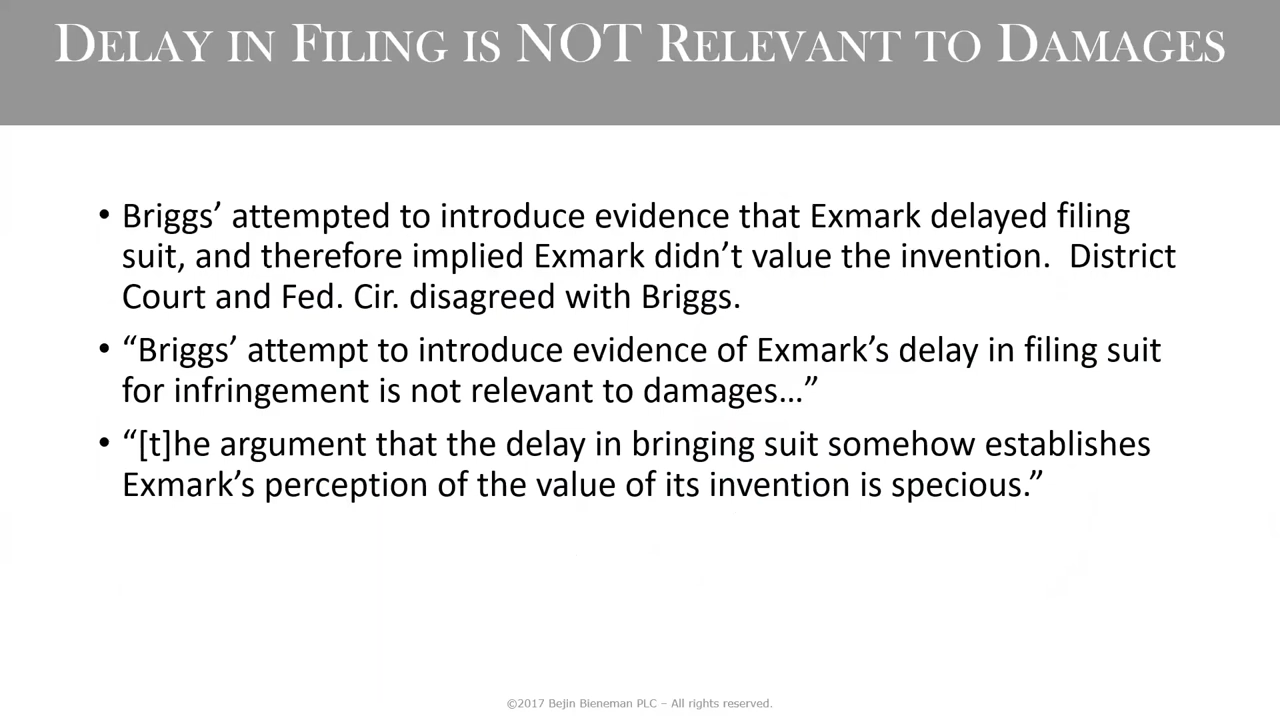 DELAY IN FILING IS NOT RELEVANT TO DAMAGES
• Briggs’ attempted to introduce evidence that Exmark delayed filing
suit, and therefore implied Exmark didn’t value the invention.  District
Court and Fed. Cir. disagreed with Briggs.
• “Briggs’ attempt to introduce evidence of Exmark’s delay in filing suit
for infringement is not relevant to damages…”
• “[t]he argument that the delay in bringing suit somehow establishes
Exmark’s perception of the value of its invention is specious.”
©2017 Bejin Bieneman PLC – All rights reserved.